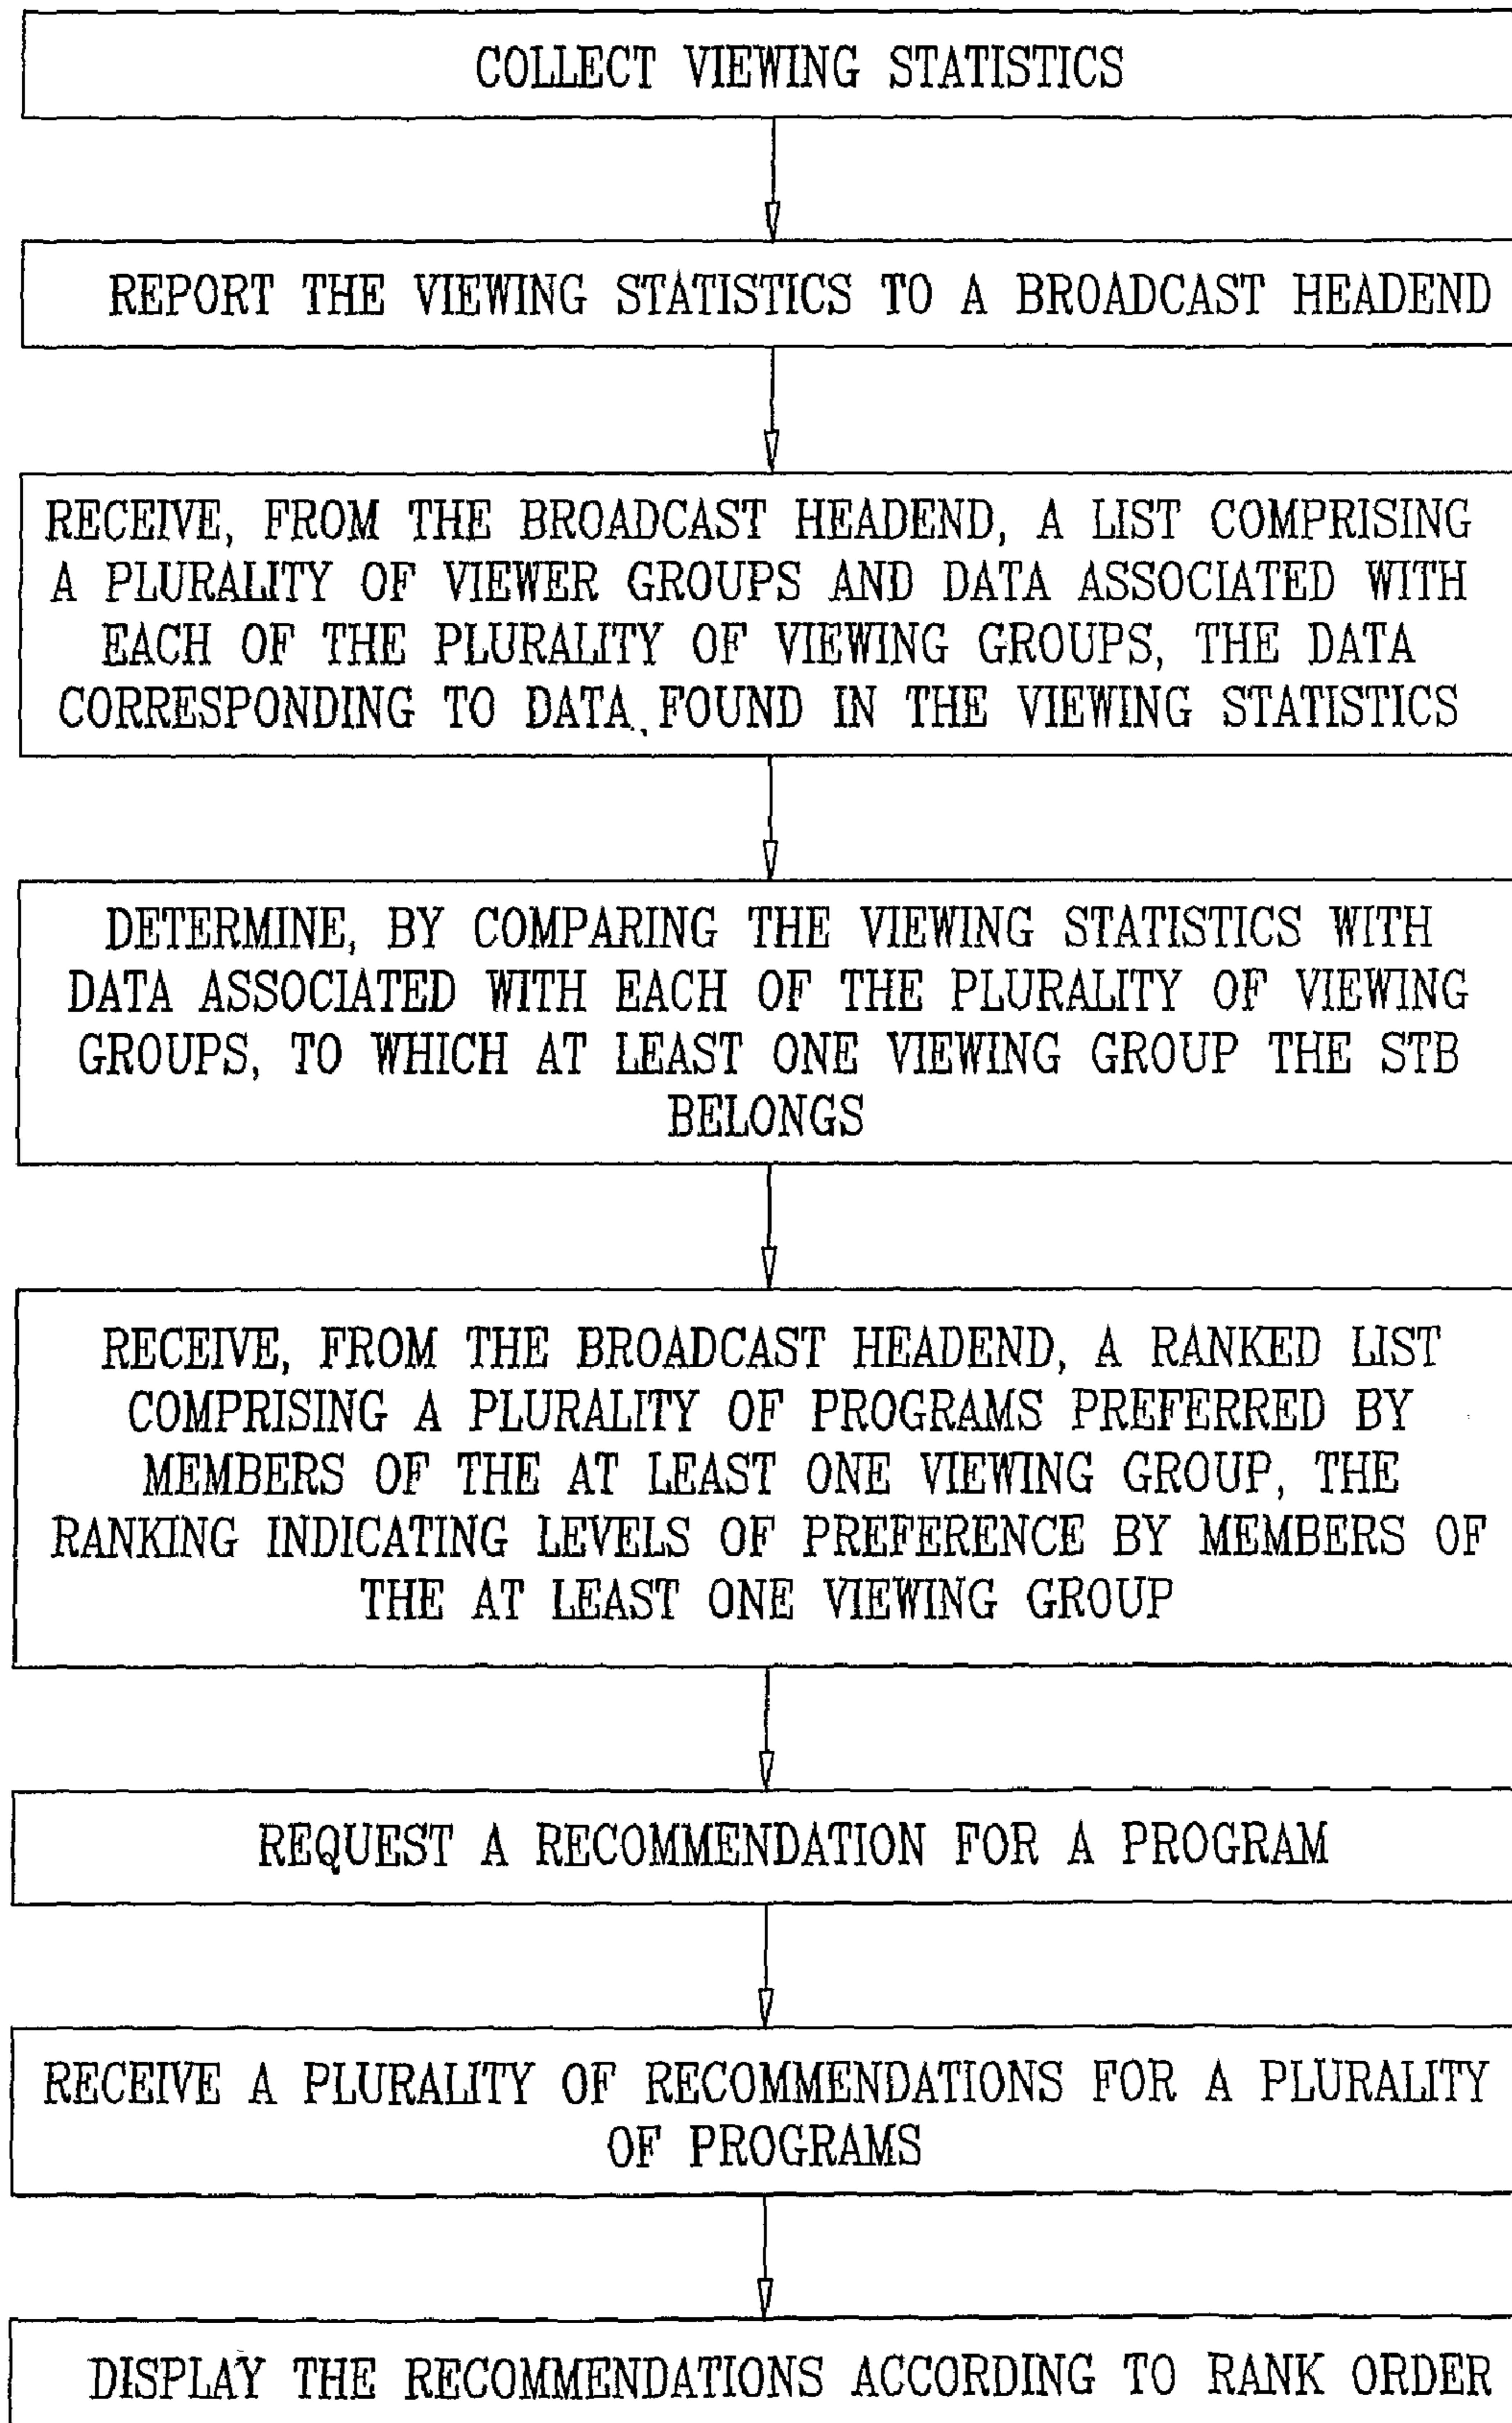 COLLECT VIEWING STATISTICS
REPORT THE VIEWING STATISTICS TO A BROADCAST HEADEND
RECEIVE, FROM THE BROADCAST HEADEND, A LIST COMPRISING
A PLURALITY OF VIEWER GROUPS AND DATA ASSOCIATED WITH
EACH OF THE PLURALITY OF VIEWING GROUPS, THE DATA
CORRESPONDING TO DATA FOUND IN THE VIEWING STATISTICS
DETERMINE, BY COMPARING THE VIEWING STATISTICS WITH
DATA ASSOCIATED WITH EACH OF THE PLURALITY OF VIEWING
GROUPS, TO WHICH AT LEAST ONE VIEWING GROUP THE STB
BELONGS
RECEIVE, FROM THE BROADCAST HEADEND, A RANKED LIST
COMPRISING A PLURALITY OF PROGRAMS PREFERRED BY
MEMBERS OF THE AT LEAST ONE VIEWING GROUP, THE
RANKING INDICATING LEVELS OF PREFERENCE BY MEMBERS OF
THE AT LEAST ONE VIEWING GROUP
REQUEST A RECOMMENDATION FOR A PROGRAM
RECEIVE A PLURALITY OF RECOMMENDATIONS FOR A PLURALITY
OF PROGRAMS
DISPLAY THE RECOMMENDATIONS ACCORDING TO RANK ORDER